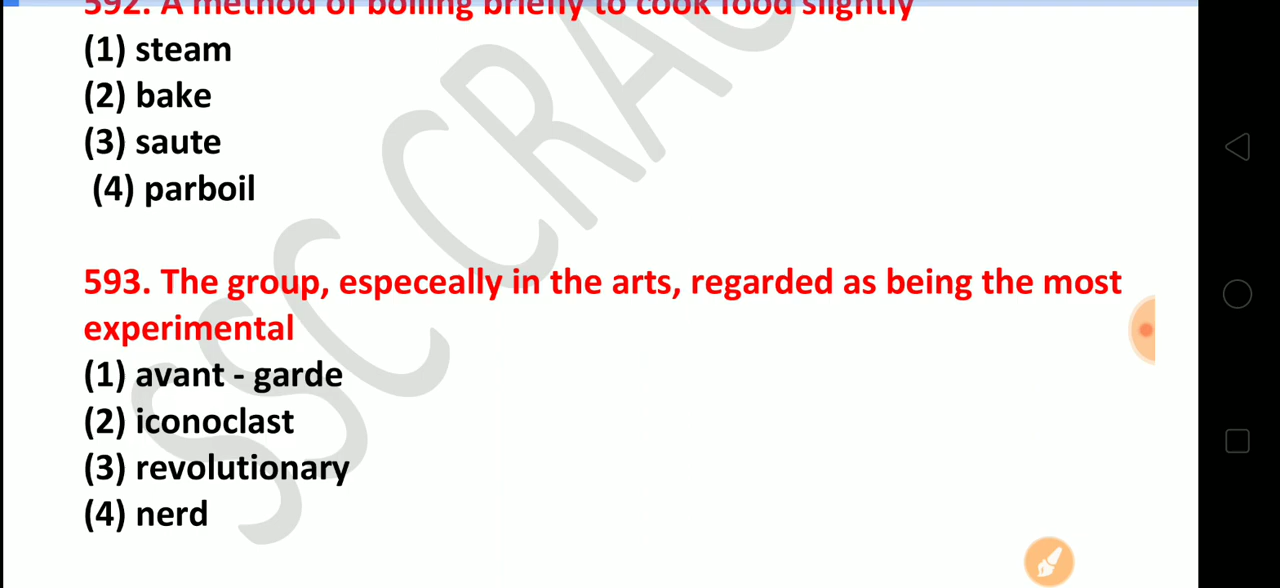 592. A method of boiling briefly to cook food slightly
(1) steam
(2) bake
(3) saute
(4) parboil
593. The group, especeally in the arts, regarded as being the most
experimental
(1) avant - garde
(2) iconoclast
(3) revolutionary
(4) nerd
SSC CRAC